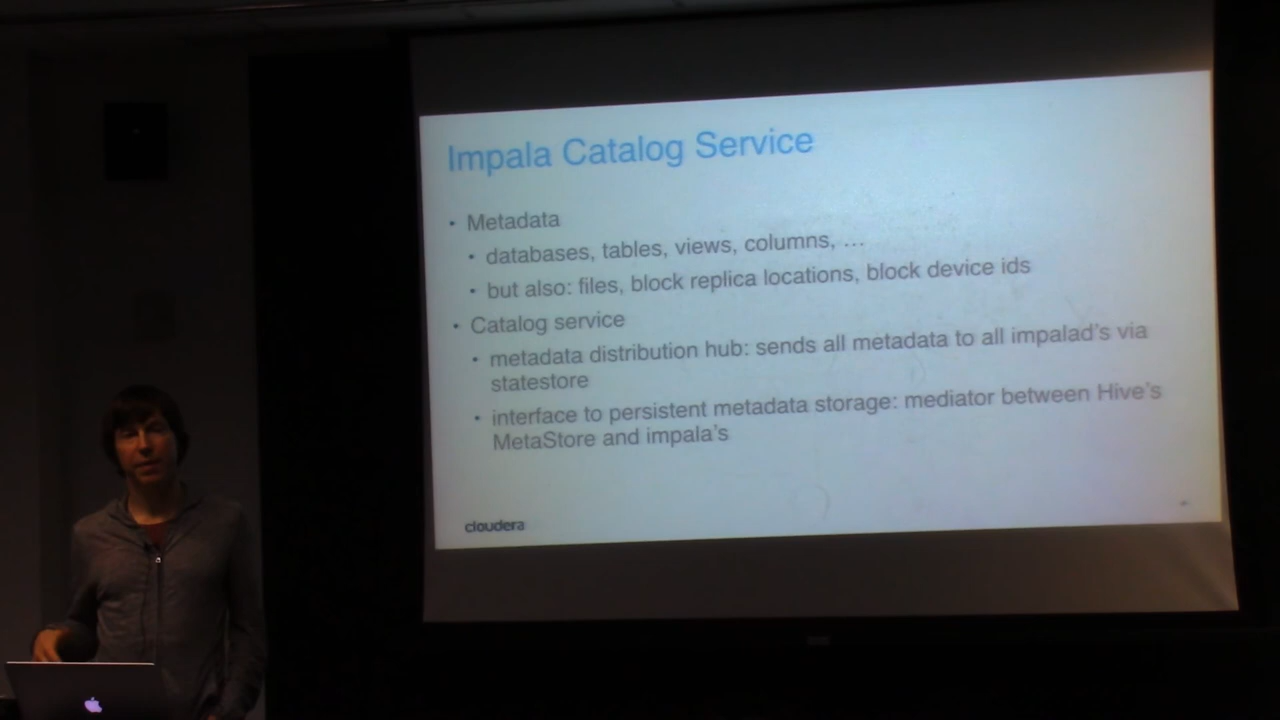 Impala Catalog Service
• Metadata
• databases, tables, views, columns, …
• but also: files, block replica locations, block device ids
• Catalog service
• metadata distribution hub: sends all metadata to all impalad's via
statestore
• interface to persistent metadata storage: mediator between Hive's
MetaStore and impala's
cloudera